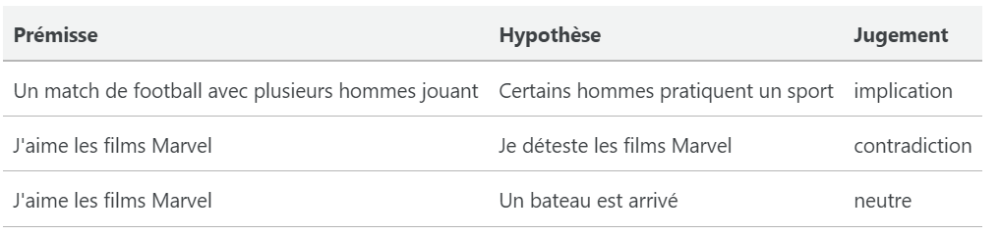 Prémisse Hypothèse Jugement
Un match de football avec plusieurs hommes jouant Certains hommes pratiquent un sport implication
J'aime les films Marvel Je déteste les films Marvel contradiction
J'aime les films Marvel Un bateau est arrivé neutre